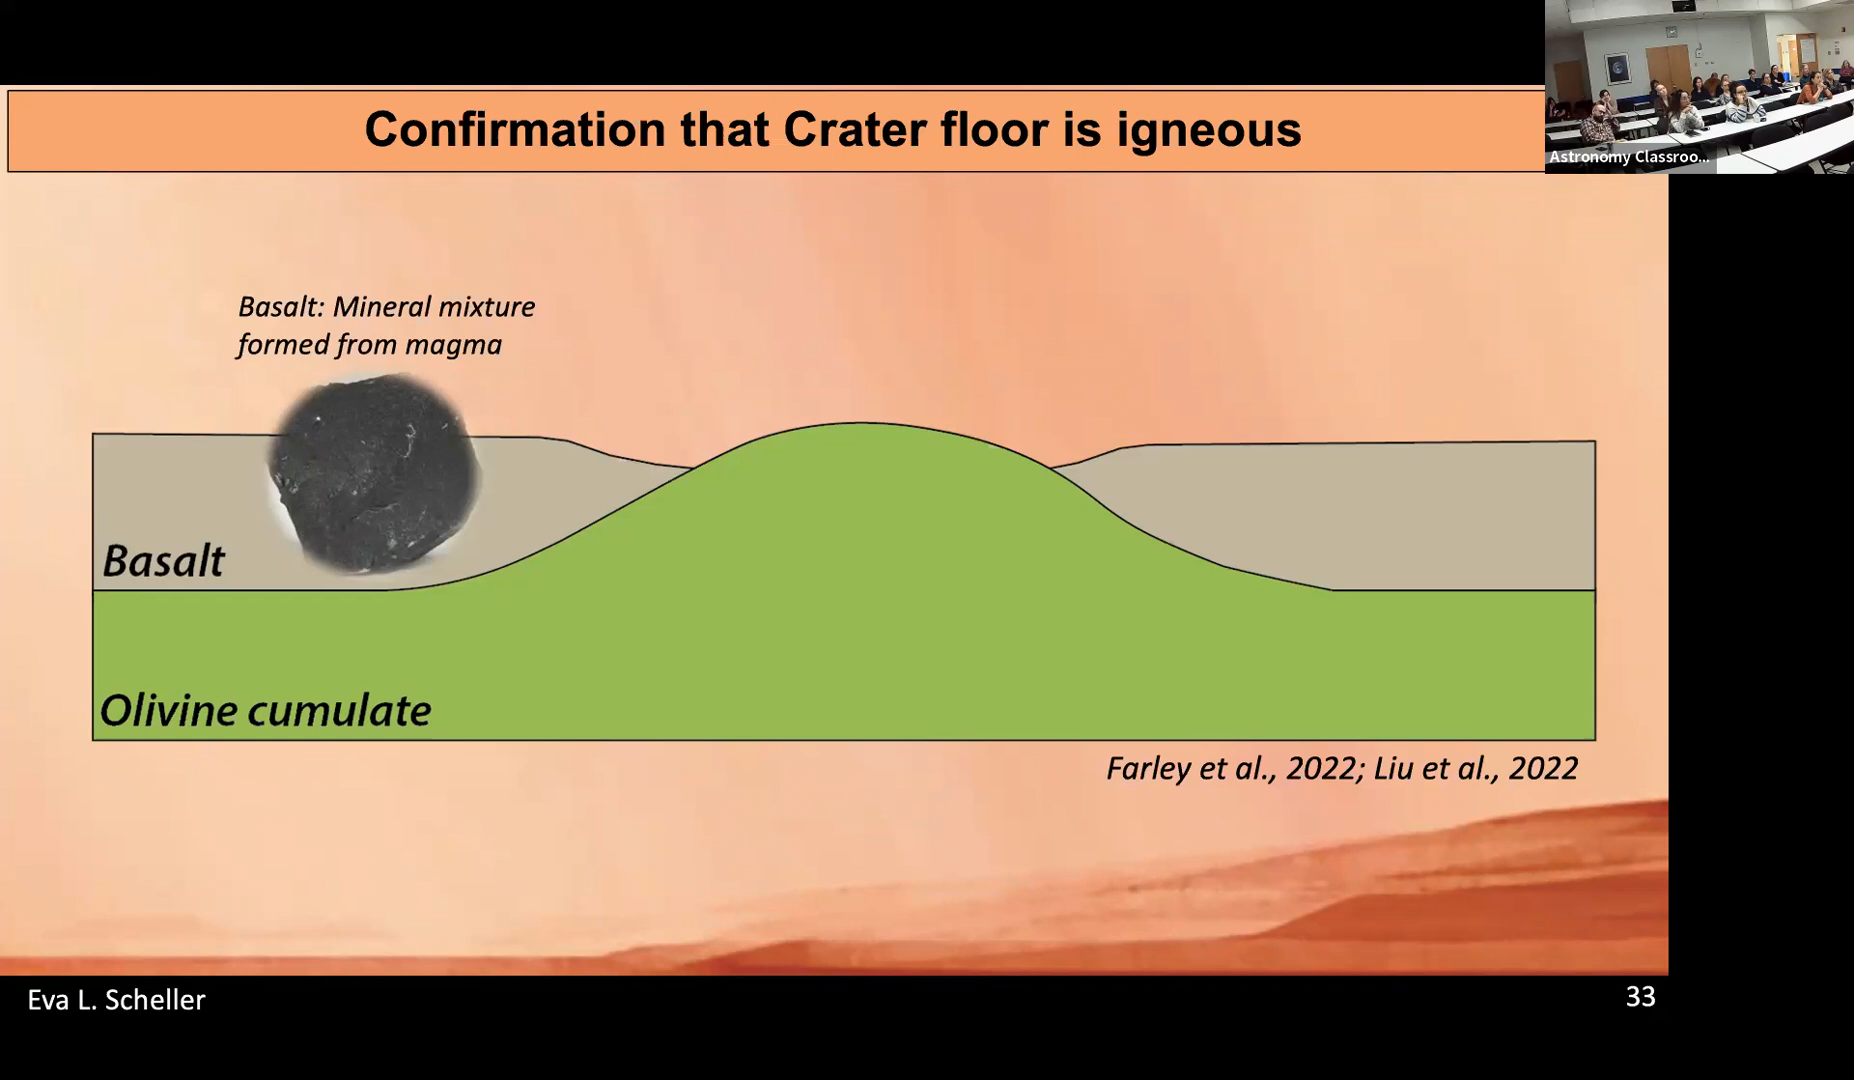 Confirmation that Crater floor is igneous
Astronomy Classroo...
Basalt: Mineral mixture
formed from magma
Basalt
Olivine cumulate
Farley et al., 2022; Liu et al., 2022
Eva L. Scheller
33